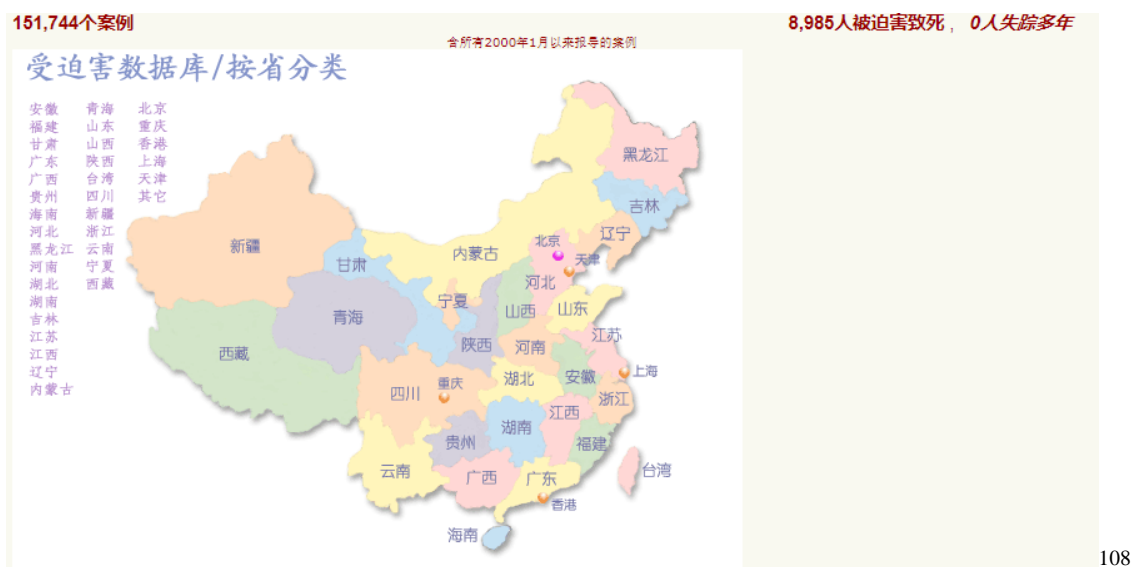 151,744个案例
8,985人被迫害致死， 0人失踪多年
含所有2000年1月以来报导的案例
受迫害数据库/按省分类
安徽 青海 北京
福建 山东 重庆
甘肃 山西 香港
广东 陕西 上海
广西 台湾 天津
贵州 四川 其它
海南 新疆
河北 浙江
黑龙江 云南
河南 宁夏
湖北 西藏
湖南
吉林
江苏
江西
辽宁
内蒙古
黑龙江
吉林
辽宁
北京
天津
新疆
内蒙古
甘肃
河北
宁夏
山西
山东
青海
江苏
陕西
河南
西藏
上海
安徽
湖北
重庆
四川
浙江
江西
湖南
贵州
福建
云南
广西
广东
台湾
香港
海南
108